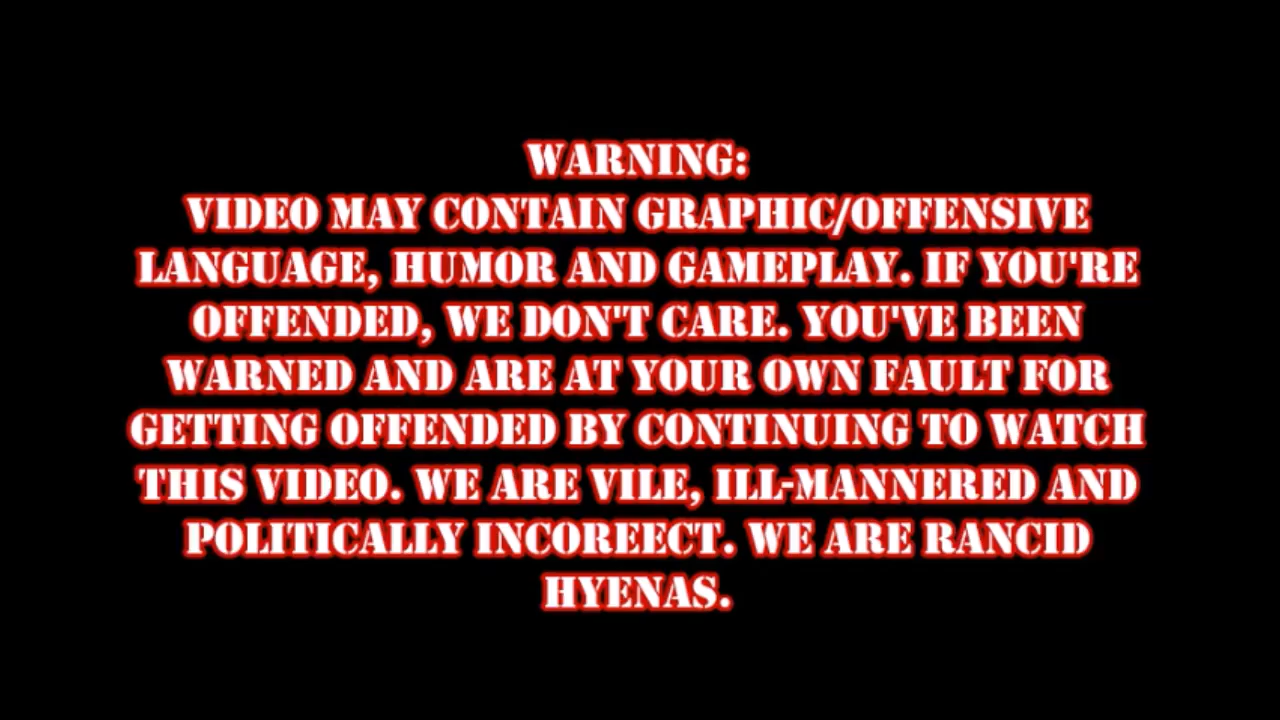 WARNING:
VIDEO MAY CONTAIN GRAPHIC/OFFENSIVE
LANGUAGE, HUMOR AND GAMEPLAY. IF YOU'RE
OFFENDED, WE DON'T CARE. YOU'VE BEEN
WARNED AND ARE AT YOUR OWN FAULT FOR
GETTING OFFENDED BY CONTINUING TO WATCH
THIS VIDEO. WE ARE VILE, ILL-MANNERED AND
POLITICALLY INCOREECT. WE ARE RANCID
HYENAS.